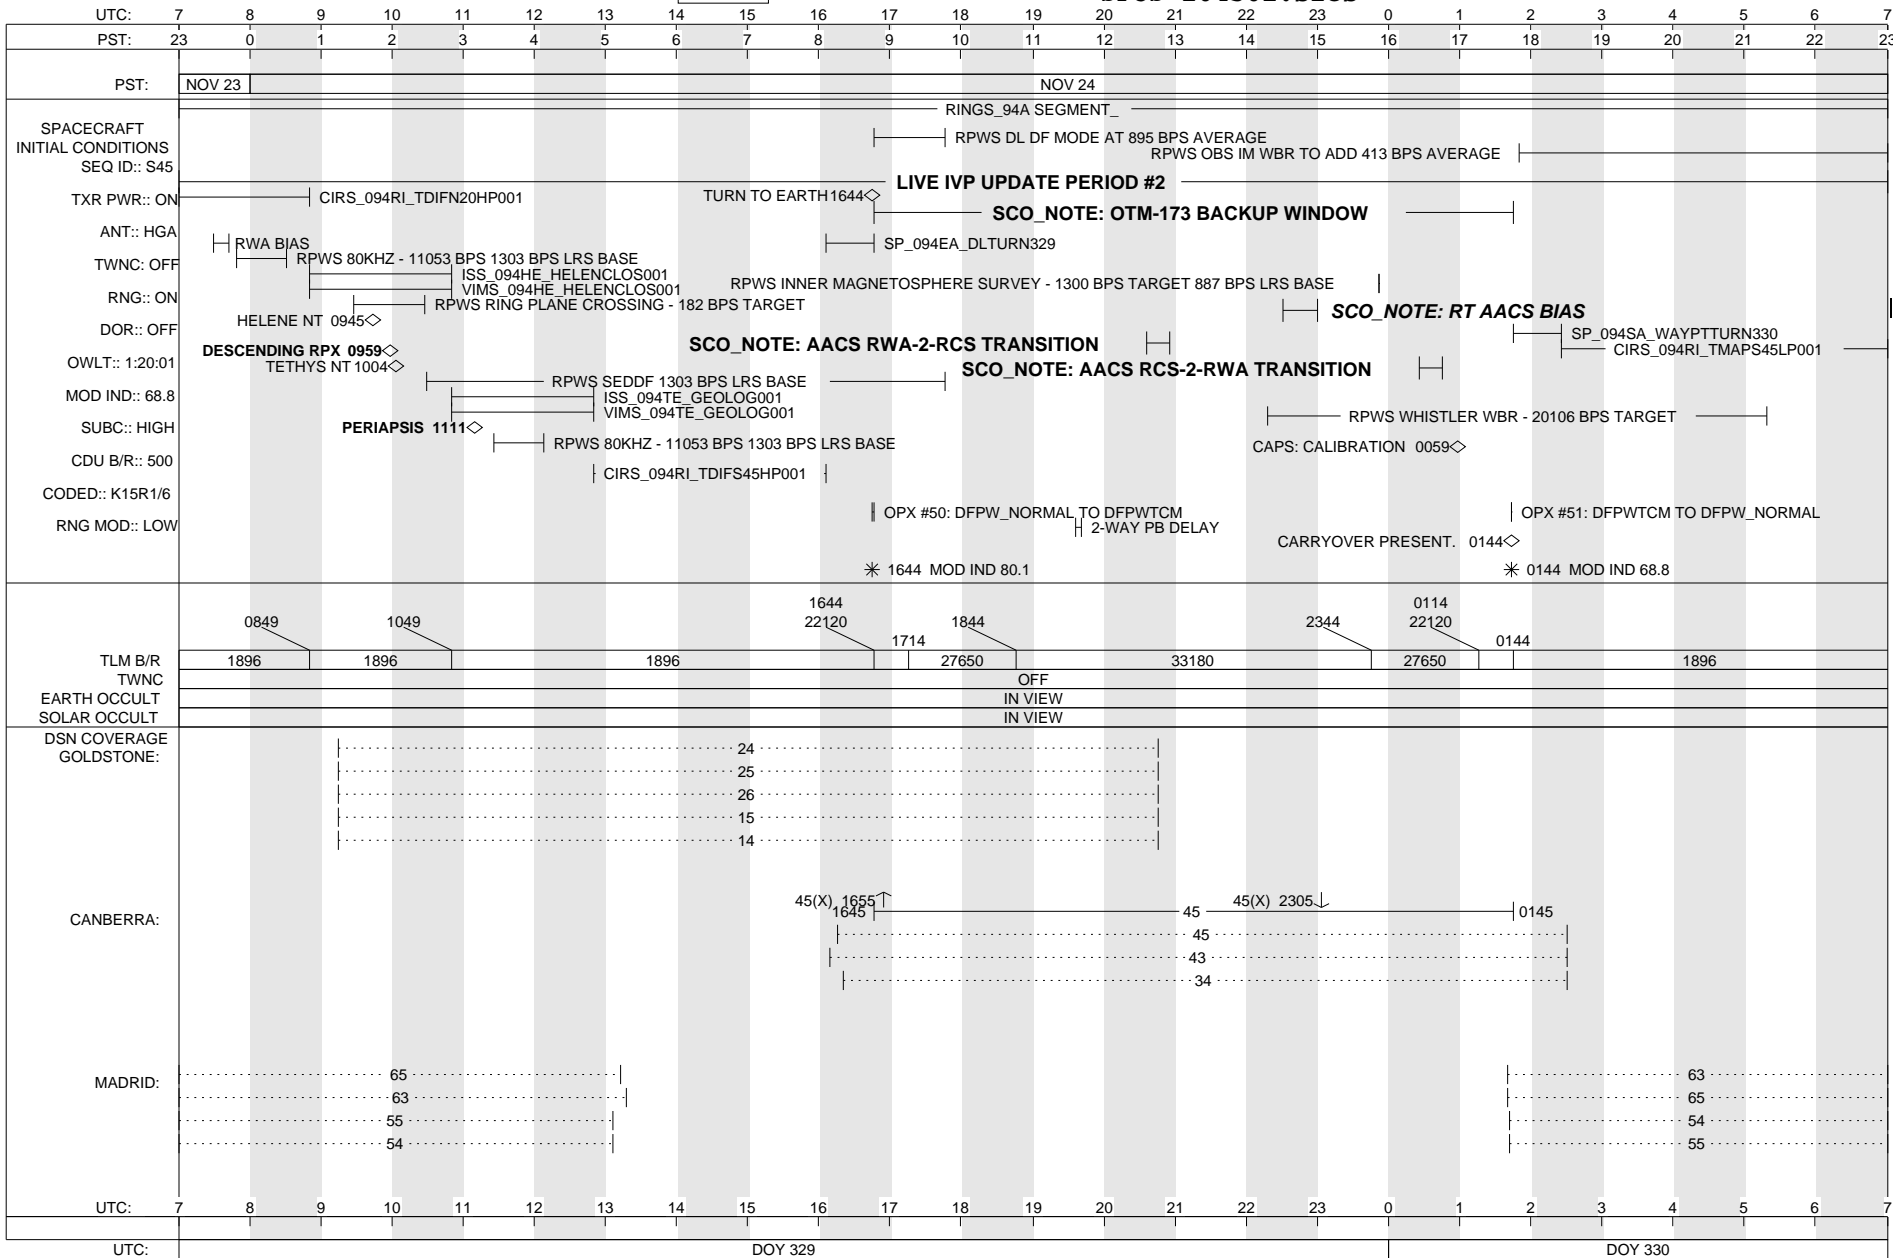 UTC: 7 8 9 10 11 12 13 14 15 16 17 18 19 20 21 22 23 0 1 2 3 4 5 6 7
PST: 23 0 1 2 3 4 5 6 7 8 9 10 11 12 13 14 15 16 17 18 19 20 21 22 23
PST: NOV 23 NOV 24
RINGS_94A SEGMENT_
SPACECRAFT
INITIAL CONDITIONS
RPWS DL DF MODE AT 895 BPS AVERAGE
RPWS OBS IM WBR TO ADD 413 BPS AVERAGE
SEQ ID:: S45
LIVE IVP UPDATE PERIOD #2
TXR PWR:: ON
CIRS_094RI_TDIFN20HP001
TURN TO EARTH 1644
SCO_NOTE: OTM-173 BACKUP WINDOW
ANT:: HGA
RWA BIAS
SP_094EA_DLTURN329
TWNC: OFF
RPWS 80KHZ - 11053 BPS 1303 BPS LRS BASE
ISS_094HE_HELENCLOS001
VIMS_094HE_HELENCLOS001
RPWS INNER MAGNETOSPHERE SURVEY - 1300 BPS TARGET 887 BPS LRS BASE
RNG:: ON
RPWS RING PLANE CROSSING - 182 BPS TARGET
SCO_NOTE: RT AACS BIAS
HELENE NT 0945
DOR:: OFF
SP_094SA_WAYPTTURN330
SCO_NOTE: AACS RWA-2-RCS TRANSITION
DESCENDING RPX 0959
CIRS_094RI_TMAPS45LP001
OWLT:: 1:20:01
TETHYS NT 1004
SCO_NOTE: AACS RCS-2-RWA TRANSITION
RPWS SEDDF 1303 BPS LRS BASE
MOD IND:: 68.8
ISS_094TE_GEOLOG001
VIMS_094TE_GEOLOG001
RPWS WHISTLER WBR - 20106 BPS TARGET
SUBC:: HIGH
PERIAPSIS 1111
RPWS 80KHZ - 11053 BPS 1303 BPS LRS BASE
CAPS: CALIBRATION 0059
CDU B/R:: 500
CIRS_094RI_TDIFS45HP001
CODED:: K15R1/6
OPX #50: DFPW_NORMAL TO DFPWTCM
OPX #51: DFPWTCM TO DFPW_NORMAL
RNG MOD:: LOW
2-WAY PB DELAY
CARRYOVER PRESENT. 0144
1644 MOD IND 80.1
0144 MOD IND 68.8
1644 0114
0849 1049 22120 1844 2344 22120
1714 0144
TLM B/R 1896 1896 1896 27650 33180 27650 1896
TWNC OFF
EARTH OCCULT IN VIEW
SOLAR OCCULT IN VIEW
DSN COVERAGE
GOLDSTONE:
24
25
26
15
14
45(X) 1655 45(X) 2305
CANBERRA: 1645 45 0145
45
43
34
MADRID:
65 63
63 65
55 54
54 55
UTC: 7 8 9 10 11 12 13 14 15 16 17 18 19 20 21 22 23 0 1 2 3 4 5 6 7
UTC: DOY 329 DOY 330